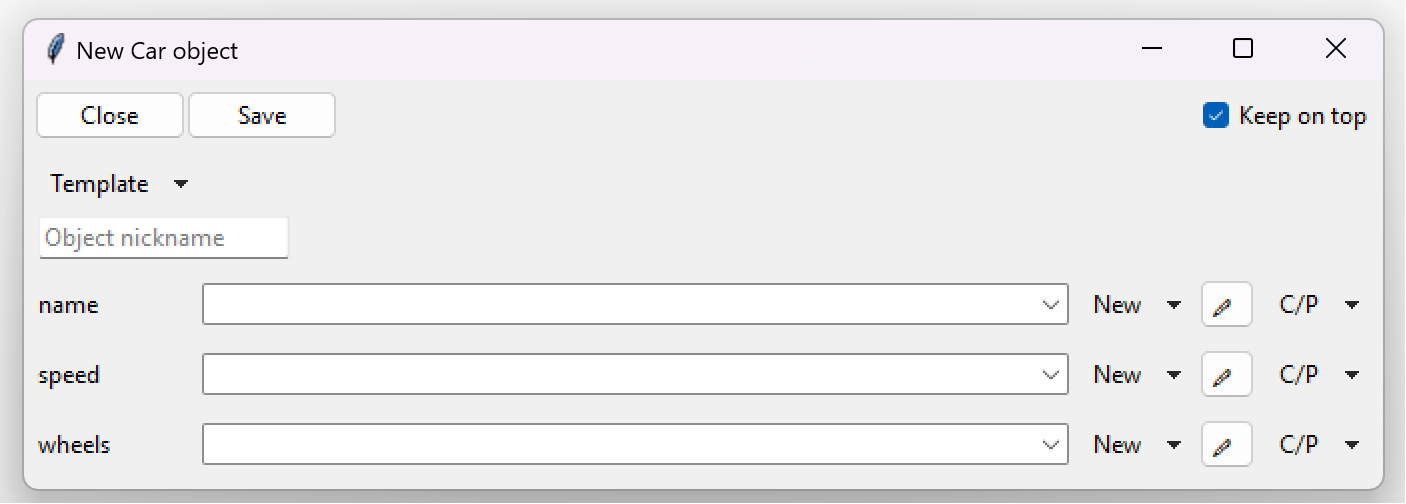 New Car object
Close Save Keep on top
Template
Object nickname
name New C/P
speed New C/P
wheels New C/P